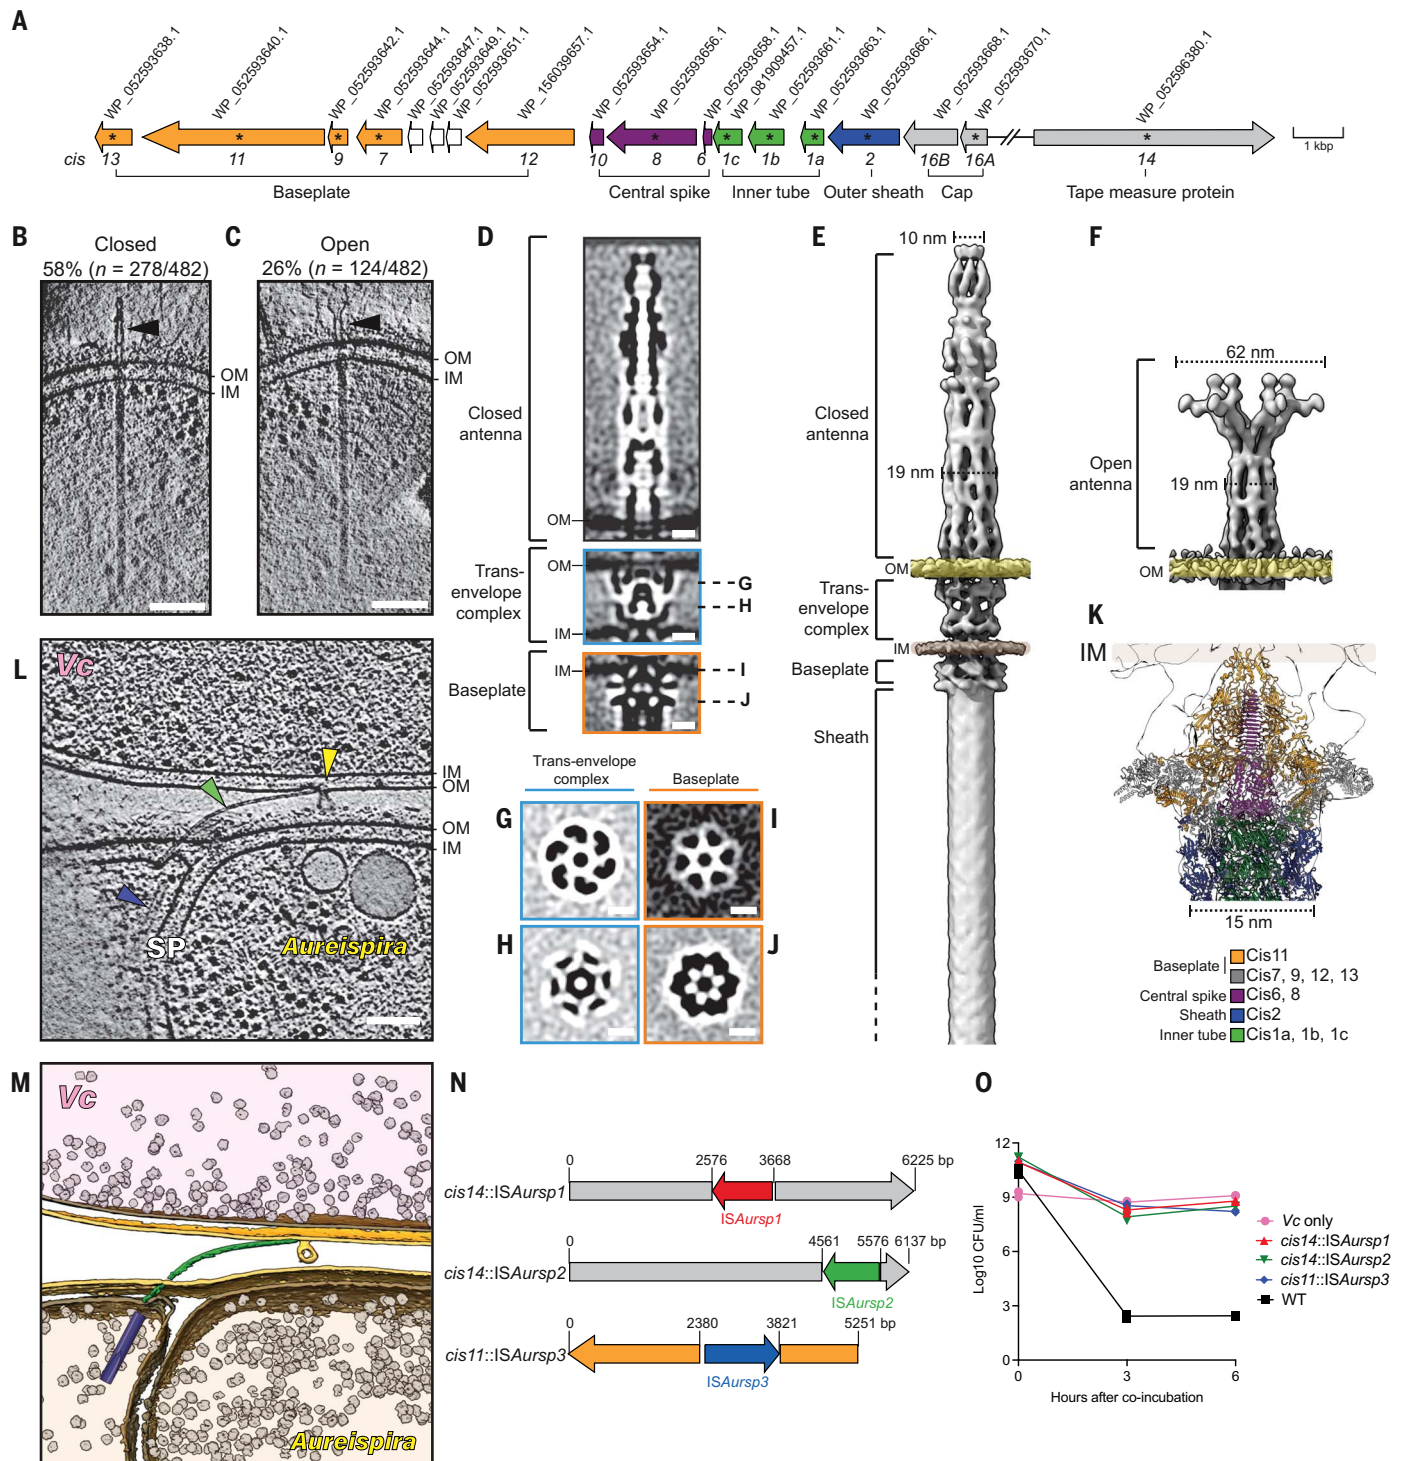 A
WP_052593638.1
WP_052593640.1
WP_052593642.1
WP_052593644.1
WP_052593647.1
WP_052593649.1
WP_052593651.1
WP_156039657.1
WP_052593654.1
WP_052593656.1
WP_052593658.1
WP_081909457.1
WP_052593661.1
WP_052593663.1
WP_052593666.1
WP_052593668.1
WP_052593670.1
WP_052596380.1
* * * * * * * * * * * *
1 kbp
cis 13 11 9 7 12 10 8 6 1c 1b 1a 2 16B 16A 14
Baseplate Central spike Inner tube Outer sheath Cap Tape measure protein
B
Closed
58% (n = 278/482)
OM
IM
C
Open
26% (n = 124/482)
OM
IM
D
Closed
antenna
OM
Trans-
envelope
complex
OM
IM
G
H
Baseplate
IM
I
J
E
10 nm
Closed
antenna
19 nm
OM
Trans-
envelope
complex
IM
Baseplate
Sheath
F
62 nm
Open
antenna
19 nm
OM
Trans-envelope
complex
Baseplate
G
I
H
J
K
IM
15 nm
Baseplate
Cis11
Cis7, 9, 12, 13
Central spike Cis6, 8
Sheath Cis2
Inner tube Cis1a, 1b, 1c
L
Vc
IM
OM
OM
IM
SP
Aureispira
M
Vc
Aureispira
N
0 2576 3668 6225 bp
cis14::ISAursp1
ISAursp1
0 4561 5576 6137 bp
cis14::ISAursp2
ISAursp2
0 2380 3821 5251 bp
cis11::ISAursp3
ISAursp3
O
12
9
6
3
0
Log10 CFU/ml
0 3 6
Hours after co-incubation
Vc only
cis14::ISAursp1
cis14::ISAursp2
cis11::ISAursp3
WT